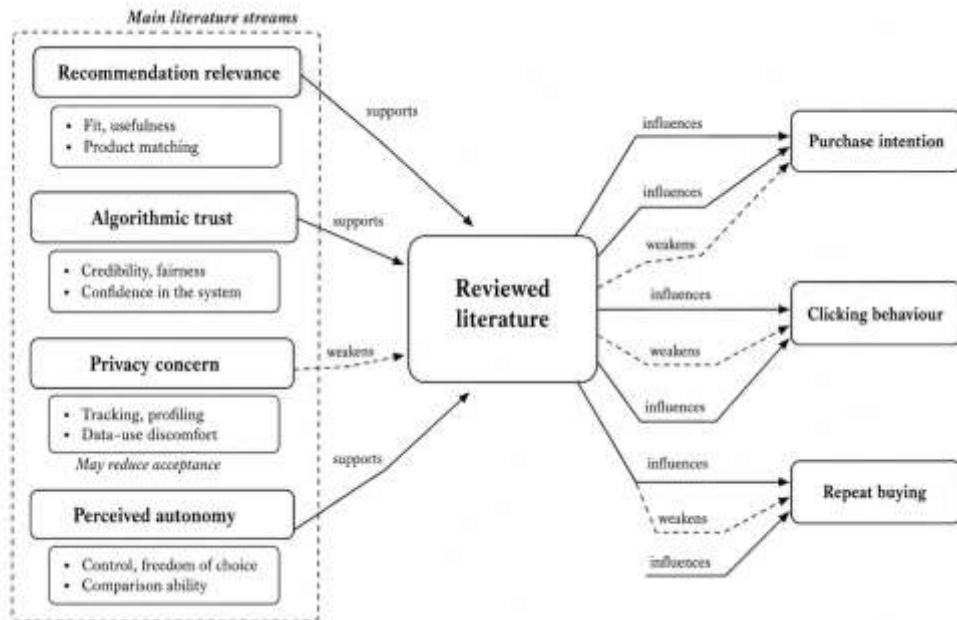 Main literature streams
Recommendation relevance
• Fit, usefulness
• Product matching
Algorithmic trust
• Credibility, fairness
• Confidence in the system
Privacy concern
• Tracking, profiling
• Data-use discomfort
May reduce acceptance
Perceived autonomy
• Control, freedom of choice
• Comparison ability
supports
supports
weakens
supports
Reviewed
literature
influences
influences
weakens
influences
weakens
influences
influences
weakens
influences
Purchase intention
Clicking behaviour
Repeat buying